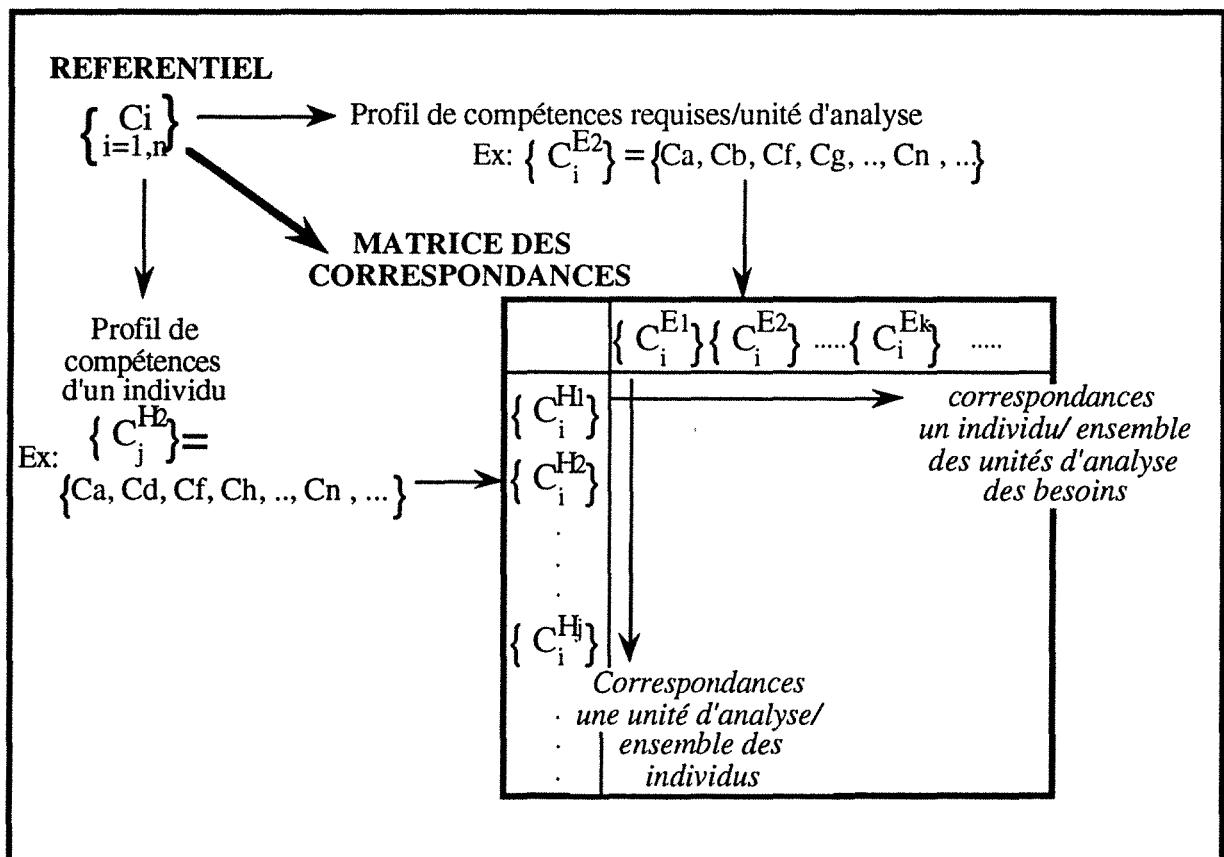 RÉFERENTIEL
{ Ci }
i=1,n
Profil de compétences requises/unité d'analyse
Ex: { C_i^{E2} } = {Ca, Cb, Cf, Cg, .., Cn , ..}
MATRICE DES
CORRESPONDANCES
Profil de
compétences
d'un individu
Ex: { C_j^{H2} }=
{Ca, Cd, Cf, Ch, .., Cn , ... }
{ C_i^{E1} }{ C_i^{E2} } .....{ C_i^{Ek} } .....
{ C_i^{H1} }
{ C_i^{H2} }
.
.
.
{ C_i^{Hj} }
.
.
.
correspondances
un individu/ ensemble
des unités d'analyse
des besoins
Correspondances
une unité d'analyse/
ensemble des
individus